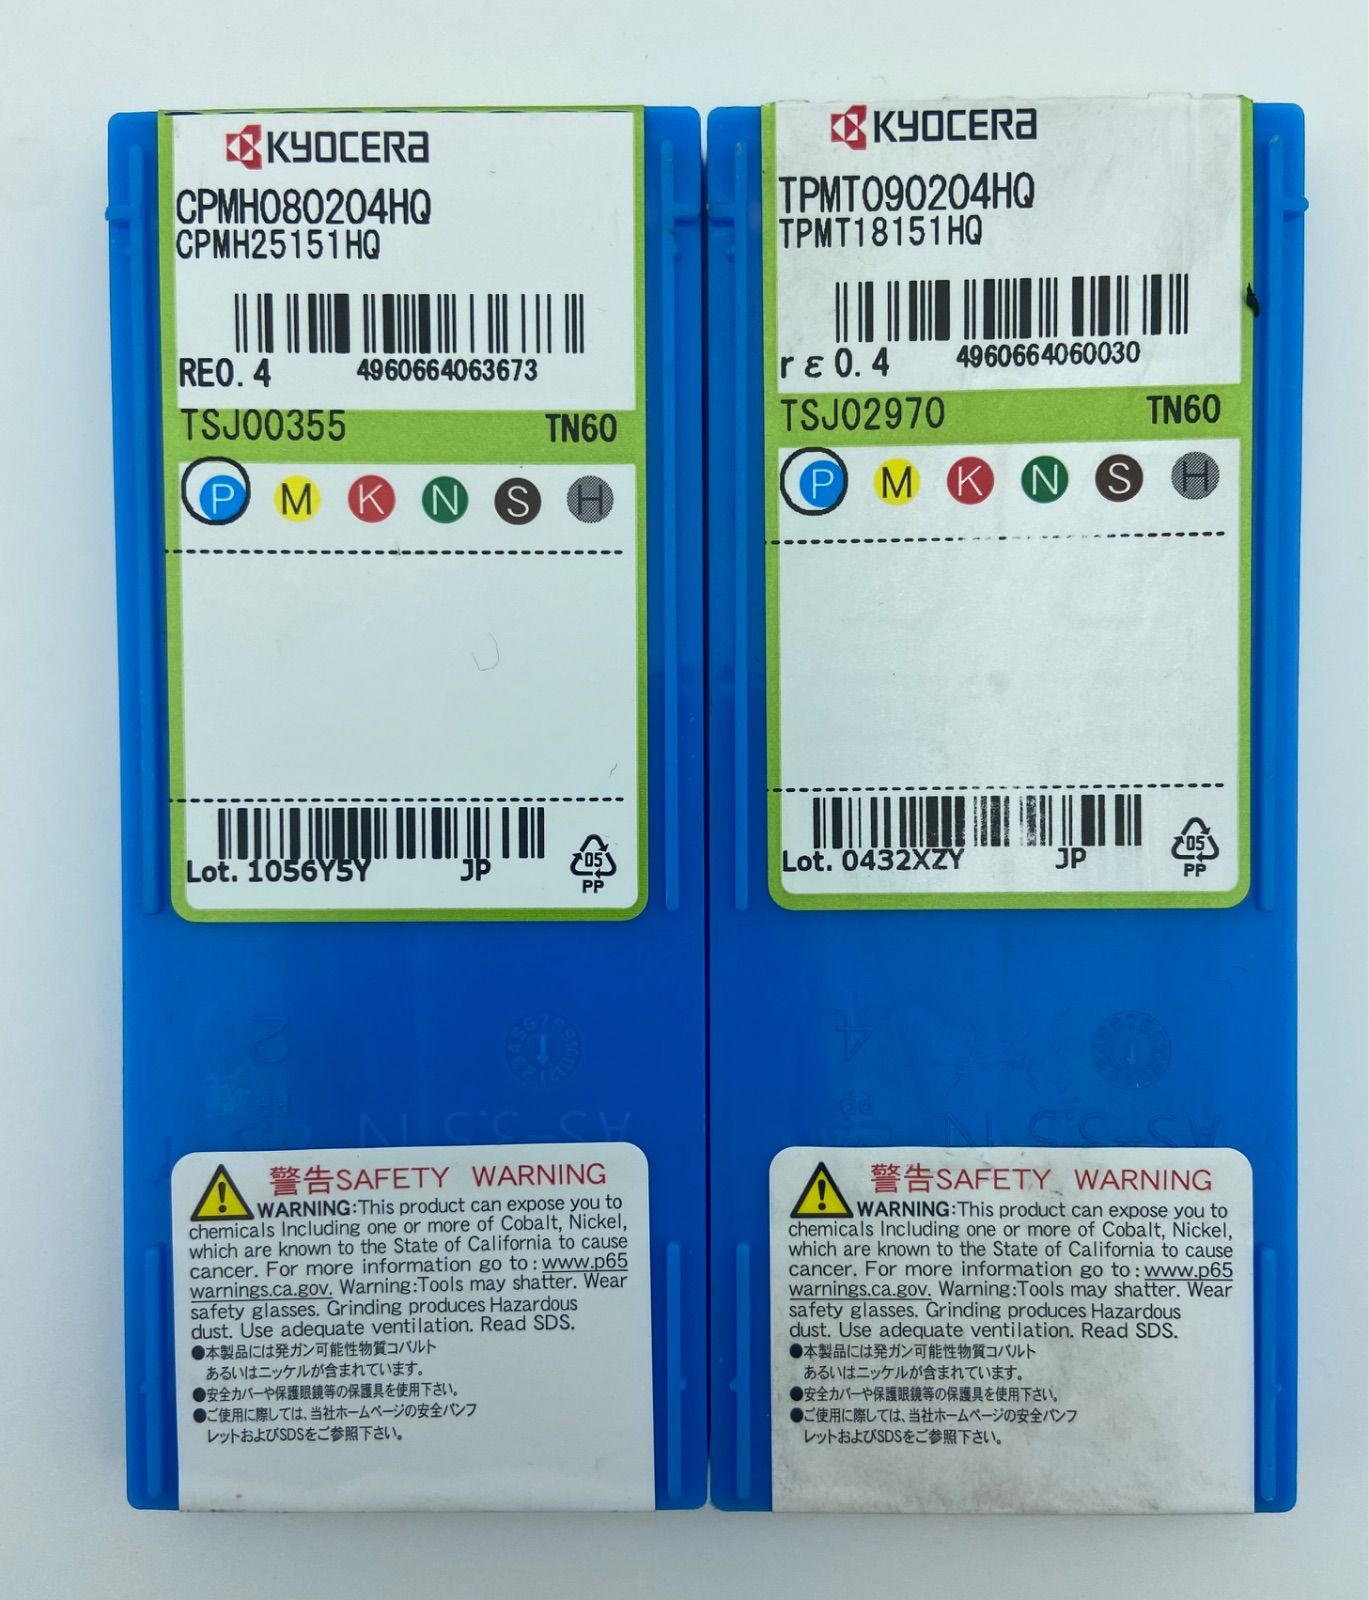 KYOCERA
CPMH080204HQ
CPMH25151HQ
RE0.4
4960664063673
TSJ00355 TN60
P M K N S H
Lot. 1056Y5Y JP
05
PP
警告SAFETY WARNING
WARNING:This product can expose you to
chemicals Including one or more of Cobalt, Nickel,
which are known to the State of California to cause
cancer. For more information go to : www.p65
warnings.ca.gov. Warning:Tools may shatter. Wear
safety glasses. Grinding produces Hazardous
dust. Use adequate ventilation. Read SDS.
●本製品には発ガン可能性物質コバルト
あるいはニッケルが含まれています。
●安全カバーや保護眼鏡等の保護具を使用下さい。
●ご使用に際しては、当社ホームページの安全パンフ
レットおよびSDSをご参照下さい。
KYOCERA
TPMT090204HQ
TPMT18151HQ
rε0.4
4960664060030
TSJ02970 TN60
P M K N S H
Lot. 0432XZY JP
05
PP
警告SAFETY WARNING
WARNING:This product can expose you to
chemicals Including one or more of Cobalt, Nickel,
which are known to the State of California to cause
cancer. For more information go to : www.p65
warnings.ca.gov. Warning:Tools may shatter. Wear
safety glasses. Grinding produces Hazardous
dust. Use adequate ventilation. Read SDS.
●本製品には発ガン可能性物質コバルト
あるいはニッケルが含まれています。
●安全カバーや保護眼鏡等の保護具を使用下さい。
●ご使用に際しては、当社ホームページの安全パンフ
レットおよびSDSをご参照下さい。